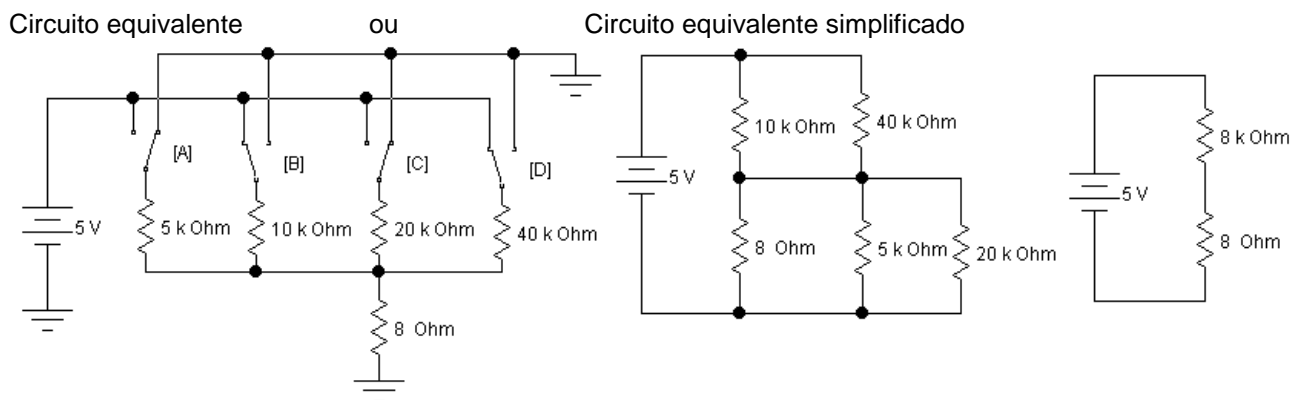 Circuito equivalente ou Circuito equivalente simplificado
[A] [B] [C] [D]
5 V 5 k Ohm 10 k Ohm 20 k Ohm 40 k Ohm
8 Ohm
10 k Ohm 40 k Ohm
5 V
8 Ohm 5 k Ohm 20 k Ohm
8 k Ohm
5 V
8 Ohm